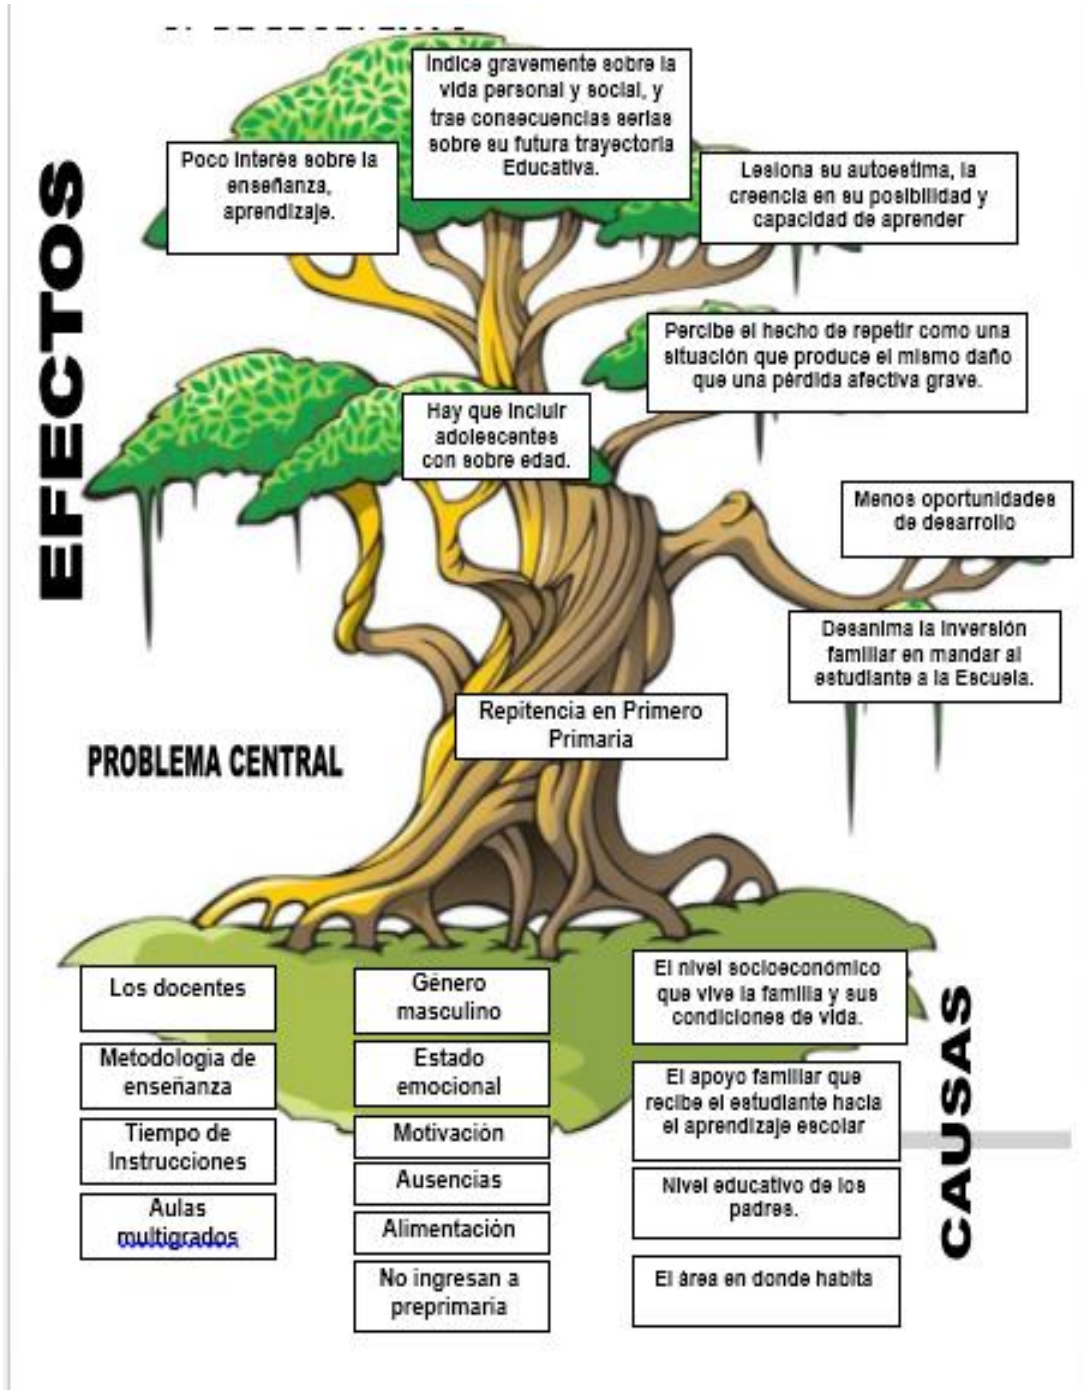 Indice gravemente sobre la
vida personal y social, y
trae consecuencias serias
sobre su futura trayectoria
Educativa.
Poco interés sobre la
enseñanza,
aprendizaje.
Lesiona su autoestima, la
creencia en su posibilidad y
capacidad de aprender
EFECTOS
Percibe el hecho de repetir como una
situación que produce el mismo daño
que una pérdida afectiva grave.
Hay que incluir
adolescentes
con sobre edad.
Menos oportunidades
de desarrollo
Desanima la inversión
familiar en mandar al
estudiante a la Escuela.
Repitencia en Primero
Primaria
PROBLEMA CENTRAL
Los docentes
Metodología de
enseñanza
Tiempo de
Instrucciones
Aulas
multigrados
Género
masculino
Estado
emocional
Motivación
Ausencias
Alimentación
No ingresan a
preprimaria
El nivel socioeconómico
que vive la familia y sus
condiciones de vida.
El apoyo familiar que
recibe el estudiante hacia
el aprendizaje escolar
Nivel educativo de los
padres.
El área en donde habita
CAUSAS